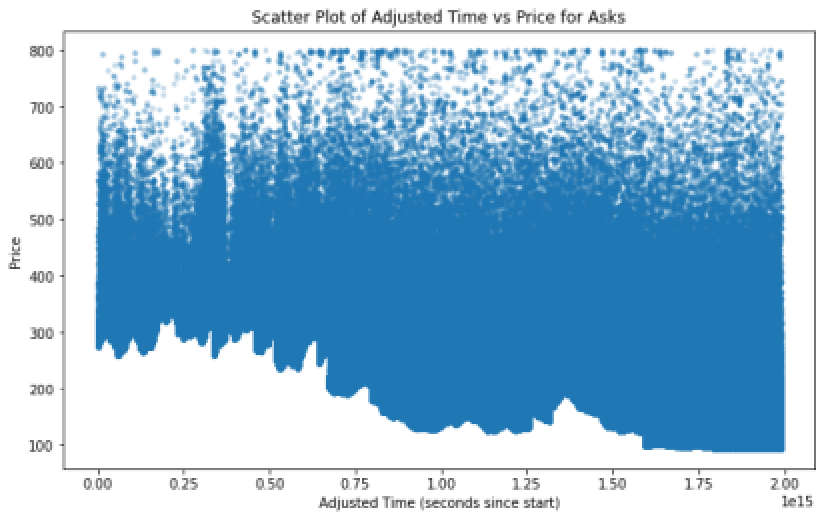 Scatter Plot of Adjusted Time vs Price for Asks
800
700
600
500
400
300
200
100
Price
0.00 0.25 0.50 0.75 1.00 1.25 1.50 1.75 2.00
1e15
Adjusted Time (seconds since start)